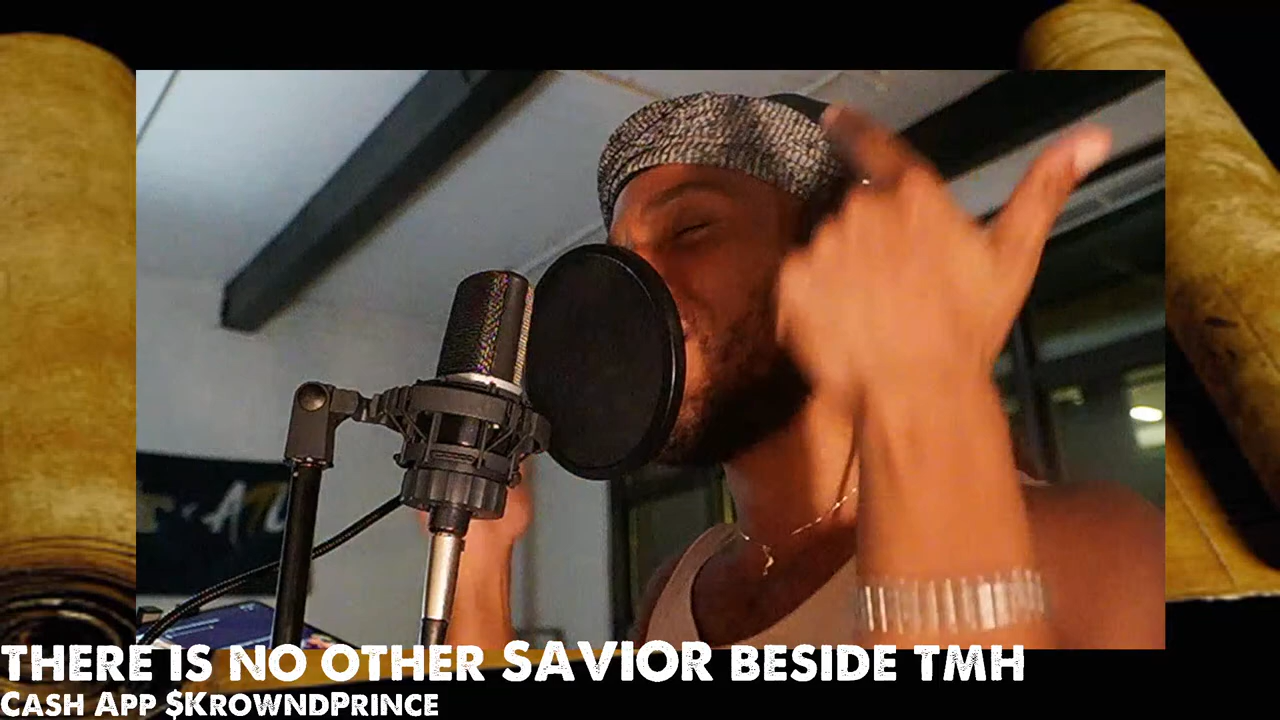 THERE IS NO OTHER SAVIOR BESIDE TMH
CASH APP $KROWNDPRINCE